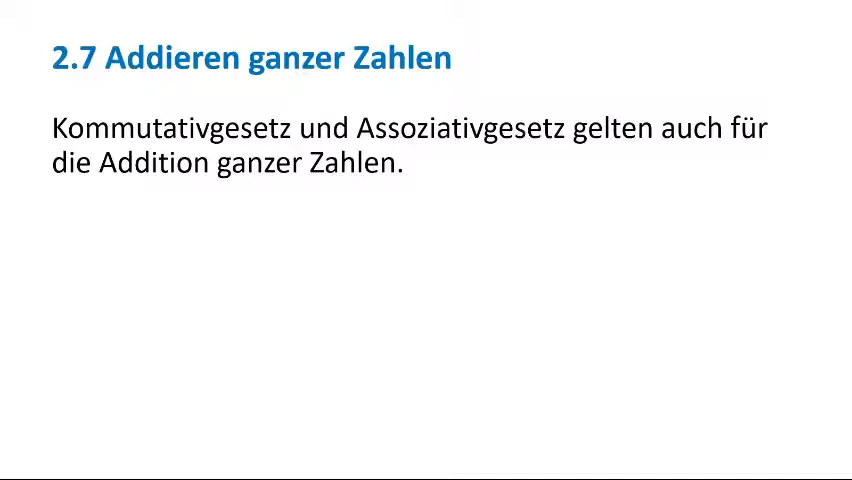 2.7 Addieren ganzer Zahlen
Kommutativgesetz und Assoziativgesetz gelten auch für
die Addition ganzer Zahlen.